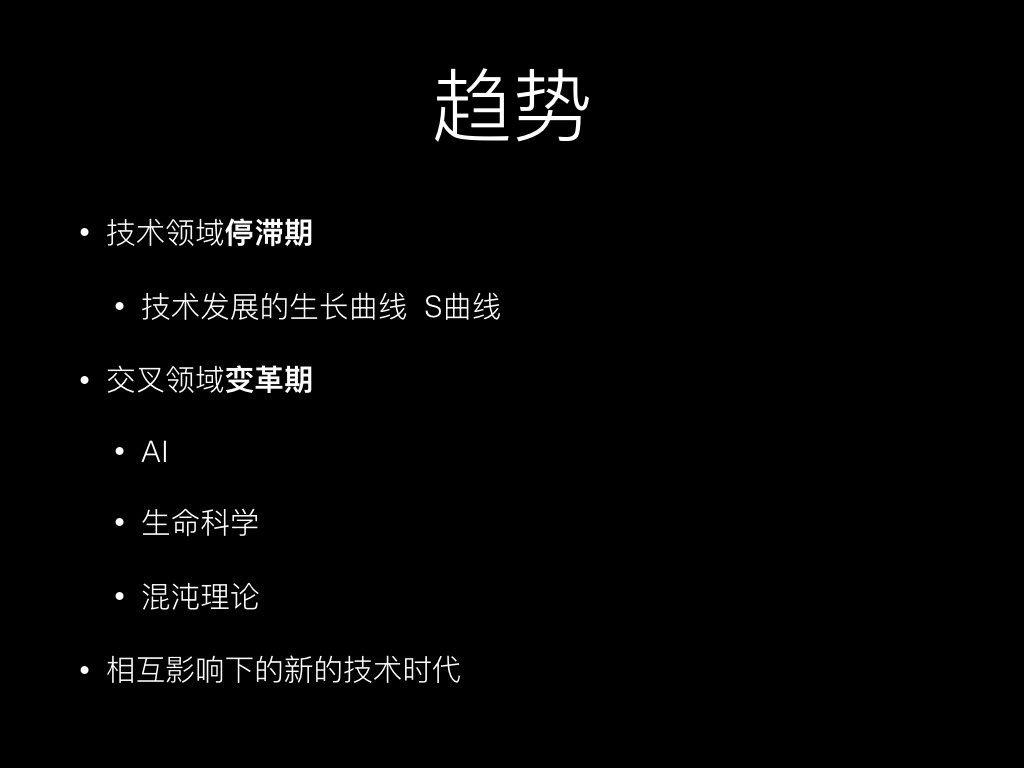 趋势
• 技术领域停滞期
• 技术发展的生长曲线 S曲线
• 交叉领域变革期
• AI
• 生命科学
• 混沌理论
• 相互影响下的新的技术时代